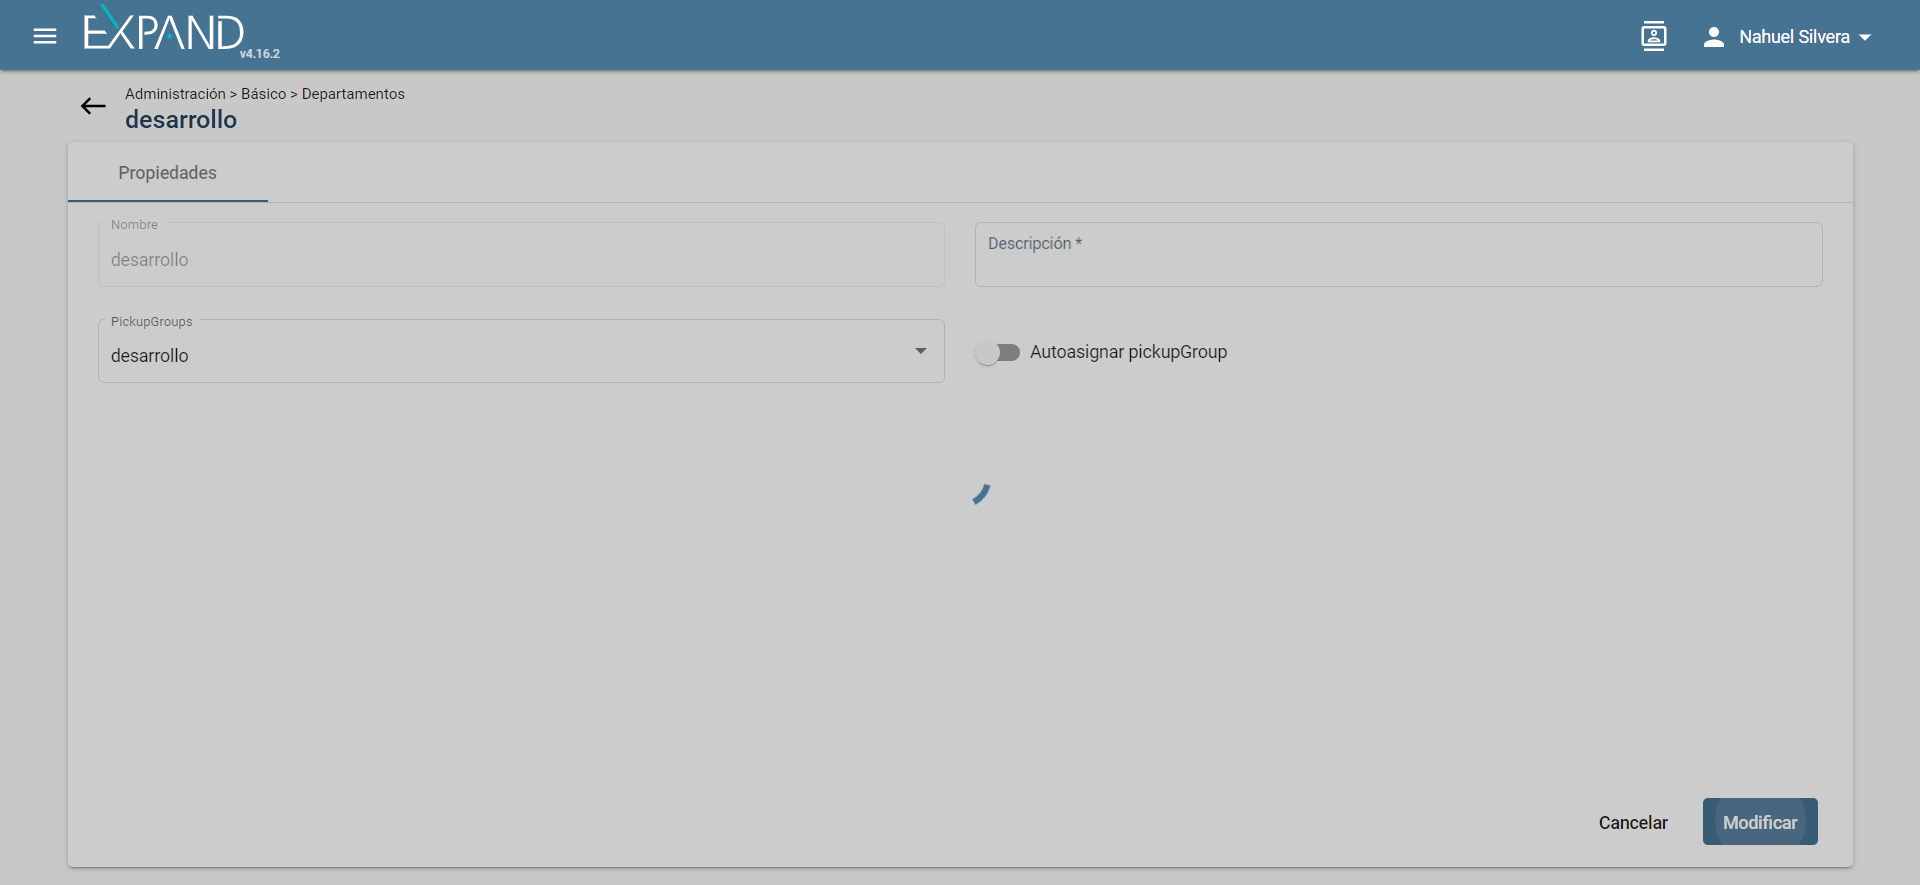 EXPAND
v4.16.2
Nahuel Silvera
Administración > Básico > Departamentos
desarrollo
Propiedades
Nombre
desarrollo
Descripción *
PickupGroups
desarrollo
Autoasignar pickupGroup
Cancelar
Modificar